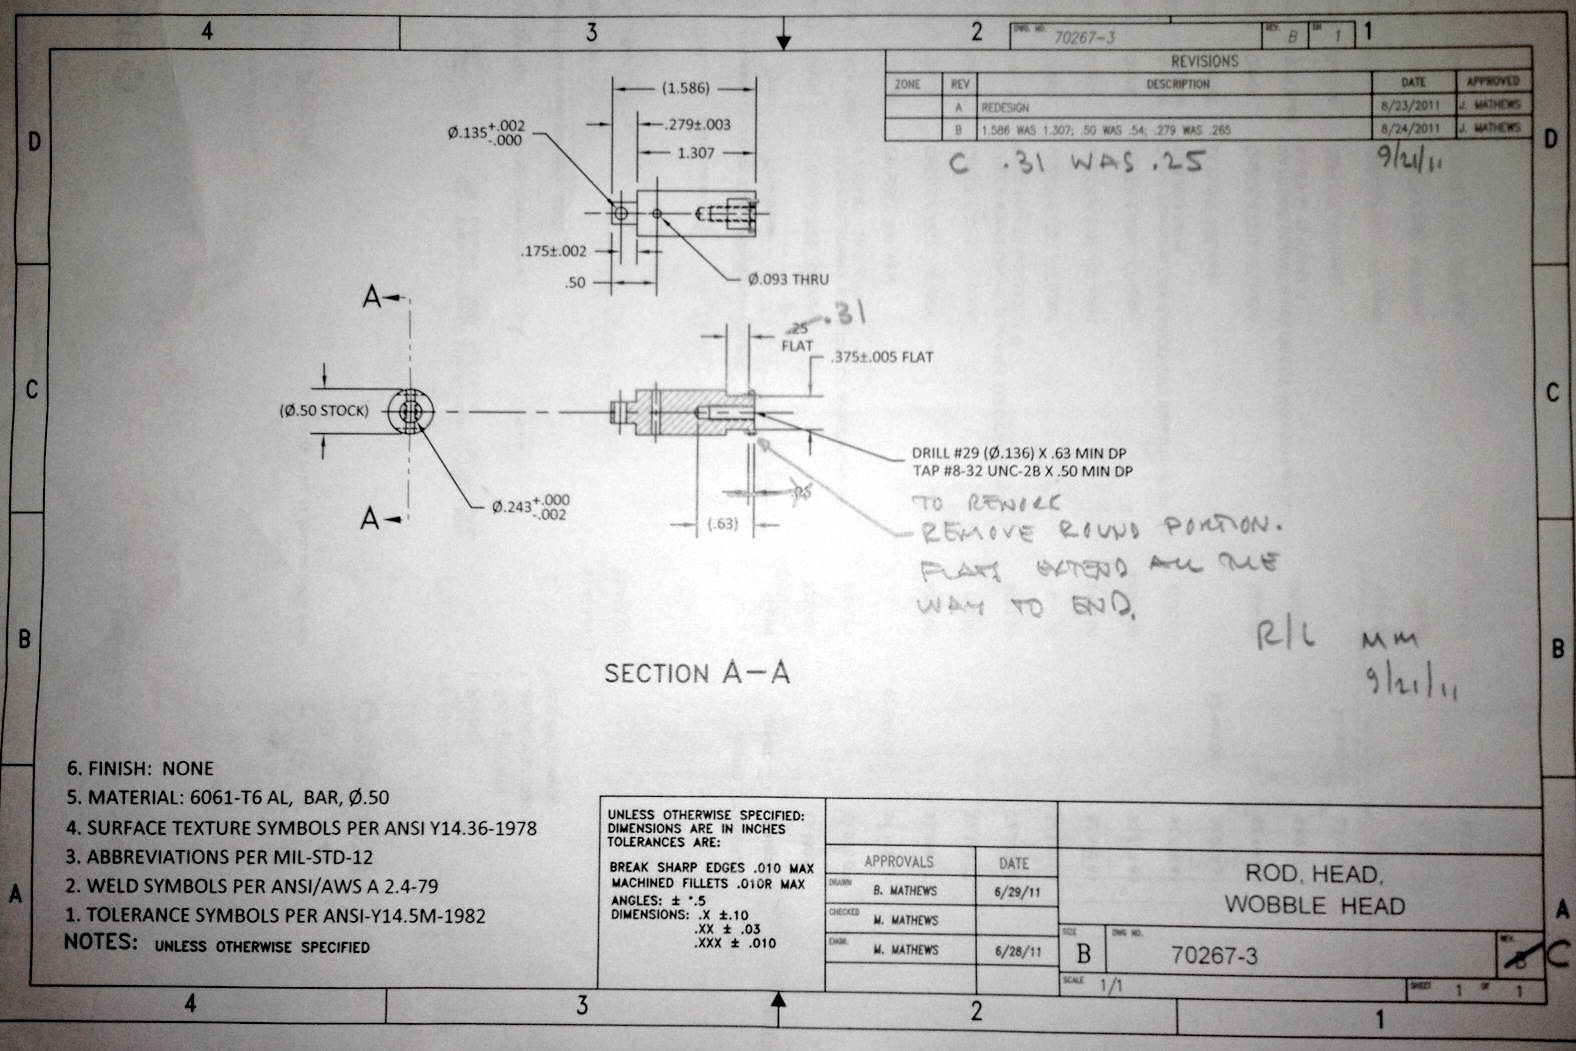 4 3 2 1
DWG. NO. 70267-3 REV. B SH 1
REVISIONS
ZONE REV DESCRIPTION DATE APPROVED
A REDESIGN 8/23/2011 J. MATHEWS
B 1.586 WAS 1.307; .50 WAS .54; .279 WAS .265 8/24/2011 J. MATHEWS
C .31 WAS .25 9/21/11
D D
(1.586)
Ø.135+.002
-.000
.279±.003
1.307
.175±.002
.50
Ø.093 THRU
A
.25 .31
FLAT
.375±.005 FLAT
C C
(Ø.50 STOCK)
DRILL #29 (Ø.136) X .63 MIN DP
TAP #8-32 UNC-2B X .50 MIN DP
Ø.243+.000
-.002
A
.05
(.63)
TO REWORK
REMOVE ROUND PORTION.
FLATS EXTEND ALL THE
WAY TO END.
B B
R/L MM
9/21/11
SECTION A-A
6. FINISH: NONE
5. MATERIAL: 6061-T6 AL, BAR, Ø.50
4. SURFACE TEXTURE SYMBOLS PER ANSI Y14.36-1978
3. ABBREVIATIONS PER MIL-STD-12
2. WELD SYMBOLS PER ANSI/AWS A 2.4-79
1. TOLERANCE SYMBOLS PER ANSI-Y14.5M-1982
NOTES: UNLESS OTHERWISE SPECIFIED
UNLESS OTHERWISE SPECIFIED:
DIMENSIONS ARE IN INCHES
TOLERANCES ARE:
BREAK SHARP EDGES .010 MAX
MACHINED FILLETS .010R MAX
ANGLES: ± °.5
DIMENSIONS: .X ±.10
.XX ± .03
.XXX ± .010
APPROVALS DATE
DRAWN B. MATHEWS 6/29/11
CHECKED M. MATHEWS
ENGR. M. MATHEWS 6/28/11
ROD, HEAD,
WOBBLE HEAD
SIZE B DWG NO. 70267-3 REV. B C
SCALE 1/1 SHEET 1 OF 1
A A
4 3 2 1